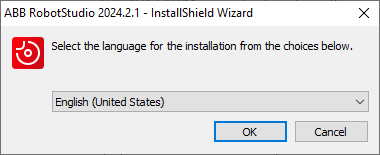 ABB RobotStudio 2024.2.1 - InstallShield Wizard
Select the language for the installation from the choices below.
English (United States)
OK Cancel